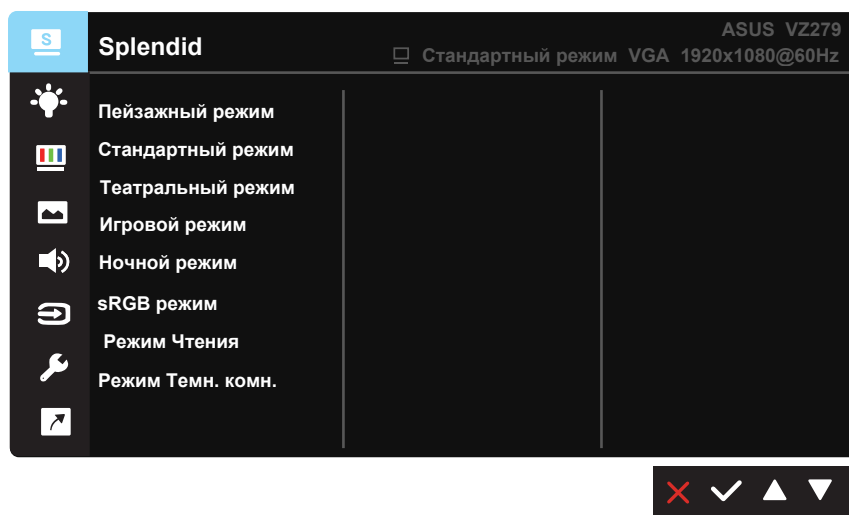 S
Splendid
ASUS VZ279
Стандартный режим VGA 1920x1080@60Hz
Пейзажный режим
Стандартный режим
Театральный режим
Игровой режим
Ночной режим
sRGB режим
Режим Чтения
Режим Темн. комн.